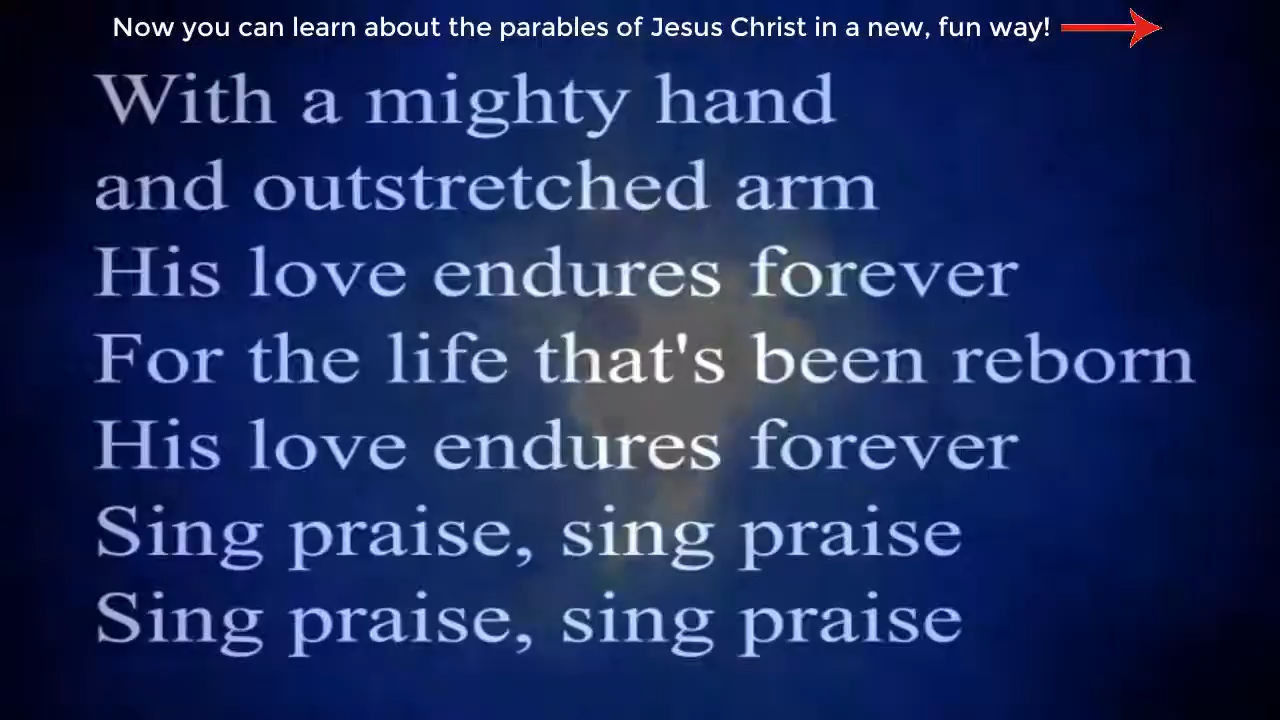 Now you can learn about the parables of Jesus Christ in a new, fun way!
With a mighty hand
and outstretched arm
His love endures forever
For the life that's been reborn
His love endures forever
Sing praise, sing praise
Sing praise, sing praise